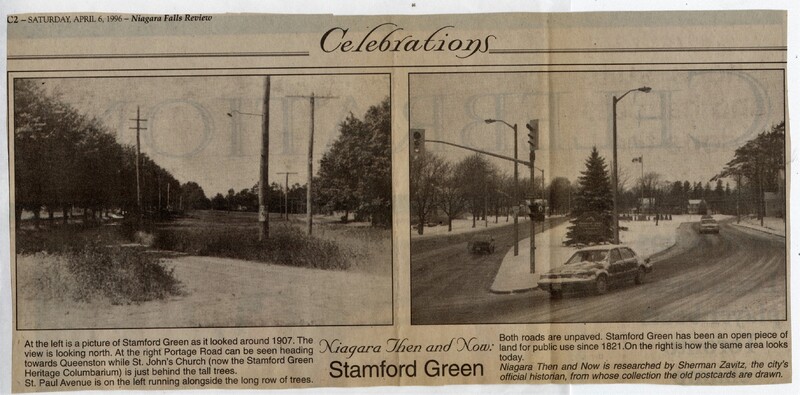 C2 – SATURDAY, APRIL 6, 1996 – Niagara Falls Review
Celebrations
At the left is a picture of Stamford Green as it looked around 1907. The
view is looking north. At the right Portage Road can be seen heading
towards Queenston while St. John's Church (now the Stamford Green
Heritage Columbarium) is just behind the tall trees.
St. Paul Avenue is on the left running alongside the long row of trees.
Niagara Then and Now:
Stamford Green
Both roads are unpaved. Stamford Green has been an open piece of
land for public use since 1821.On the right is how the same area looks
today.
Niagara Then and Now is researched by Sherman Zavitz, the city's
official historian, from whose collection the old postcards are drawn.